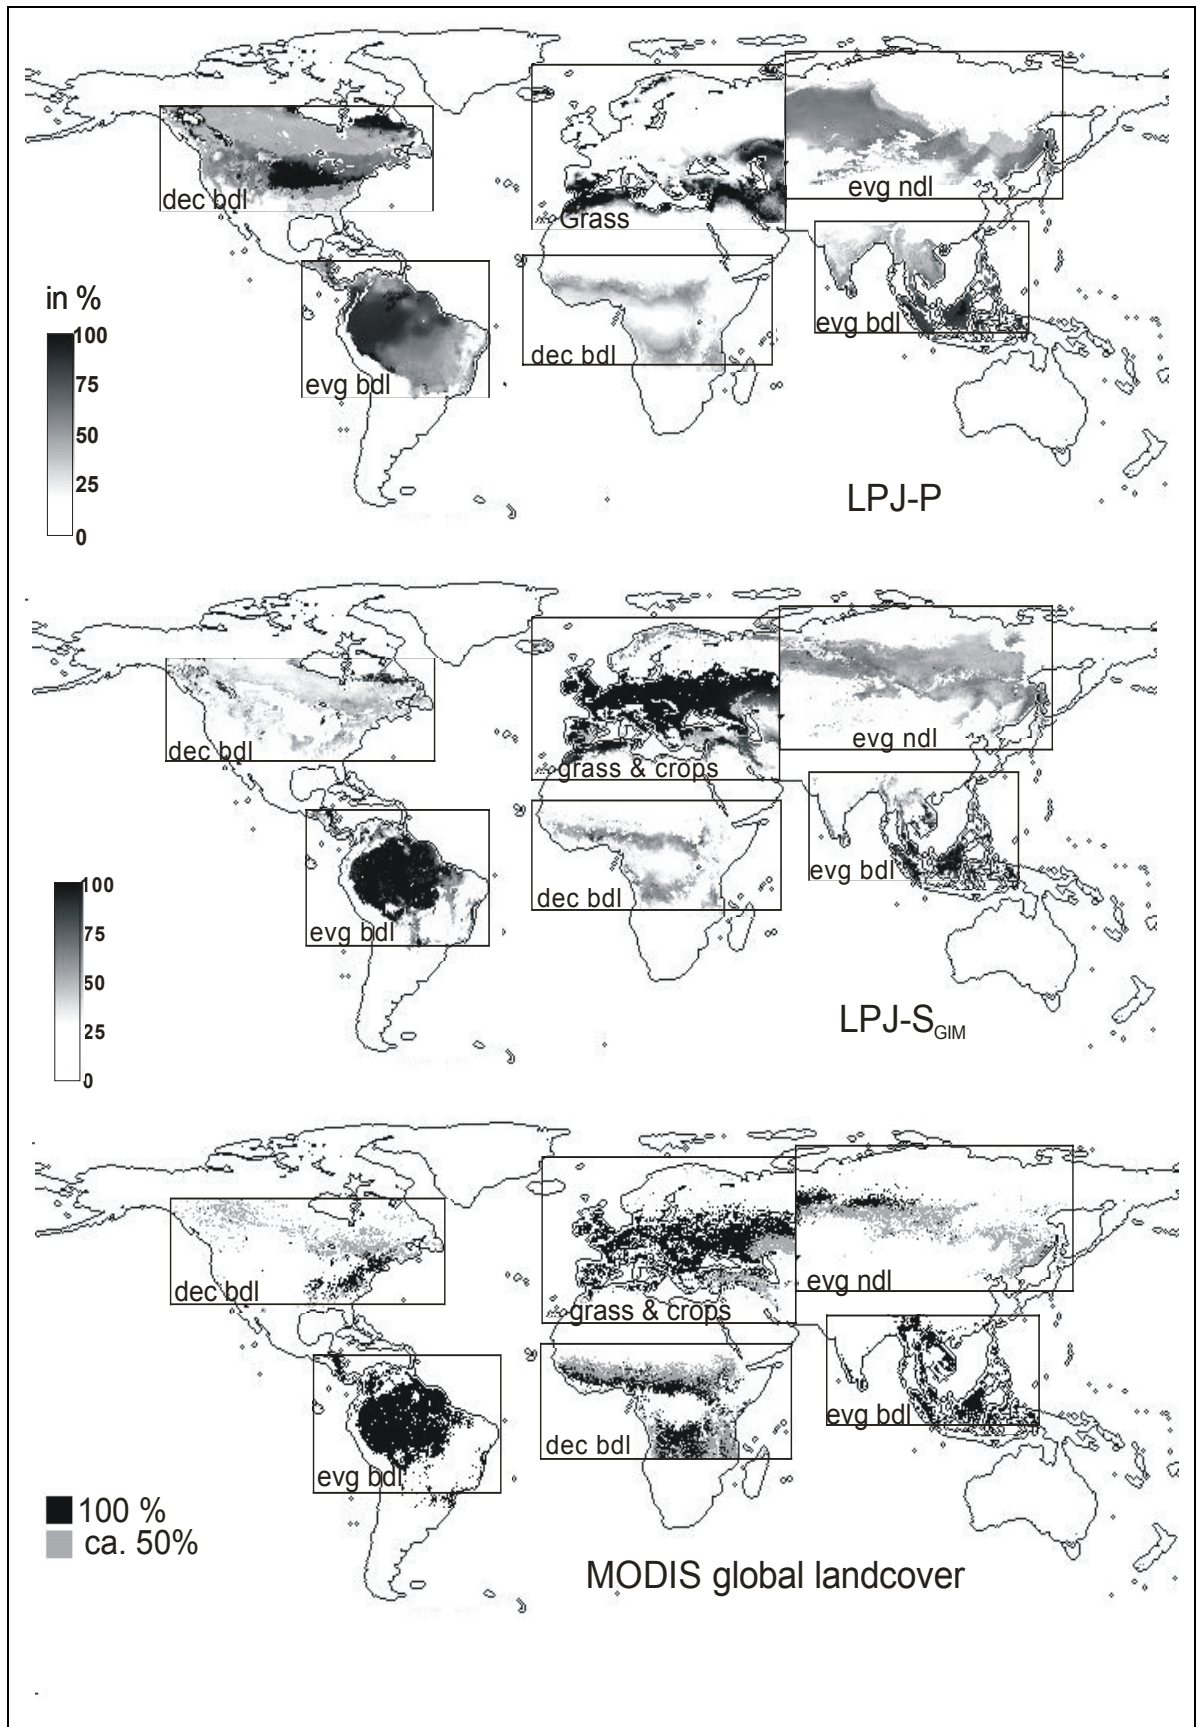 dec bdl
Grass
evg ndl
in %
100
75
50
25
0
evg bdl
dec bdl
evg bdl
LPJ-P
dec bdl
grass & crops
evg ndl
100
75
50
25
0
evg bdl
dec bdl
evg bdl
LPJ-S GIM
dec bdl
grass & crops
evg ndl
evg bdl
dec bdl
evg bdl
100 %
ca. 50%
MODIS global landcover